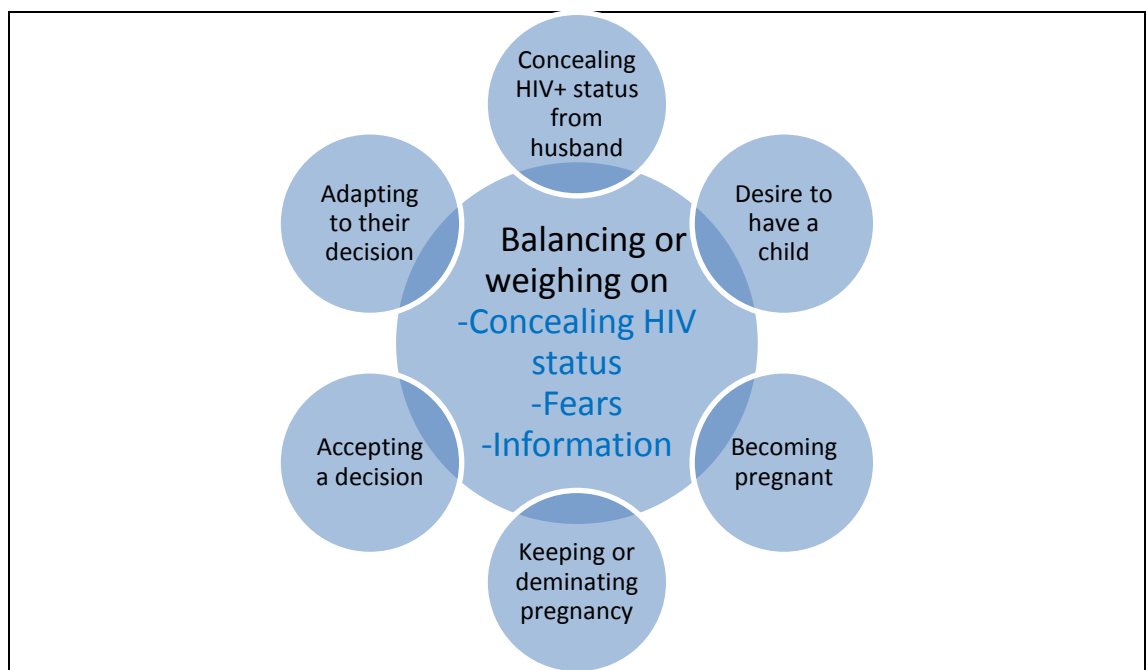 Concealing
HIV+ status
from
husband
Adapting
to their
decision
Desire to
have a
child
Balancing or
weighing on
-Concealing HIV
status
-Fears
-Information
Accepting
a decision
Becoming
pregnant
Keeping or
deminating
pregnancy